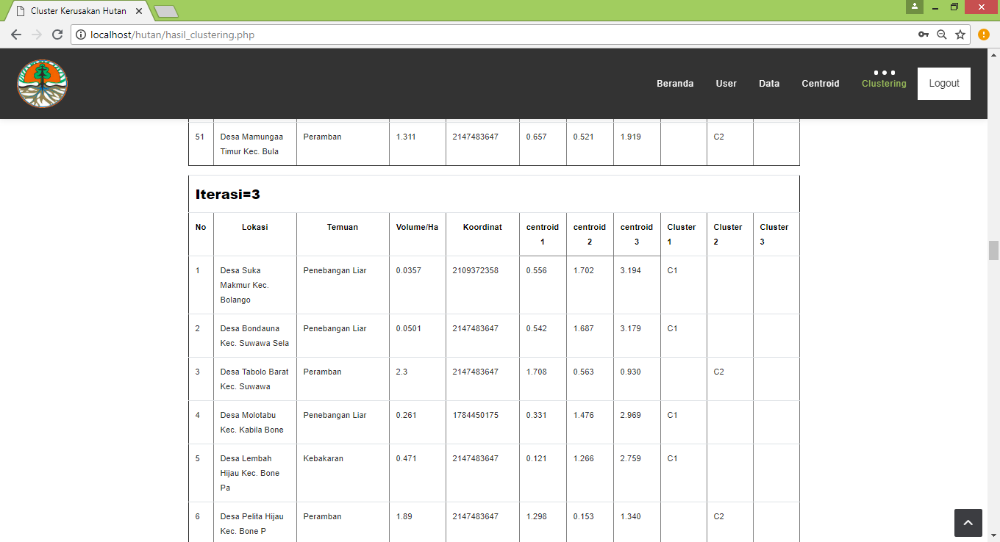 Cluster Kerusakan Hutan
localhost/hutan/hasil_clustering.php
Beranda User Data Centroid Clustering Logout
51 Desa Mamungaa Peramban 1.311 2147483647 0.657 0.521 1.919 C2
Timur Kec. Bula
Iterasi=3
No Lokasi Temuan Volume/Ha Koordinat centroid centroid centroid Cluster Cluster Cluster
1 2 3 1 2 3
1 Desa Suka Penebangan Liar 0.0357 2109372358 0.556 1.702 3.194 C1
Makmur Kec.
Bolango
2 Desa Bondauna Penebangan Liar 0.0501 2147483647 0.542 1.687 3.179 C1
Kec. Suwawa Sela
3 Desa Tabolo Barat Peramban 2.3 2147483647 1.708 0.563 0.930 C2
Kec. Suwawa
4 Desa Molotabu Penebangan Liar 0.261 1784450175 0.331 1.476 2.969 C1
Kec. Kabila Bone
5 Desa Lembah Kebakaran 0.471 2147483647 0.121 1.266 2.759 C1
Hijau Kec. Bone
Pa
6 Desa Pelita Hijau Peramban 1.89 2147483647 1.298 0.153 1.340 C2
Kec. Bone P